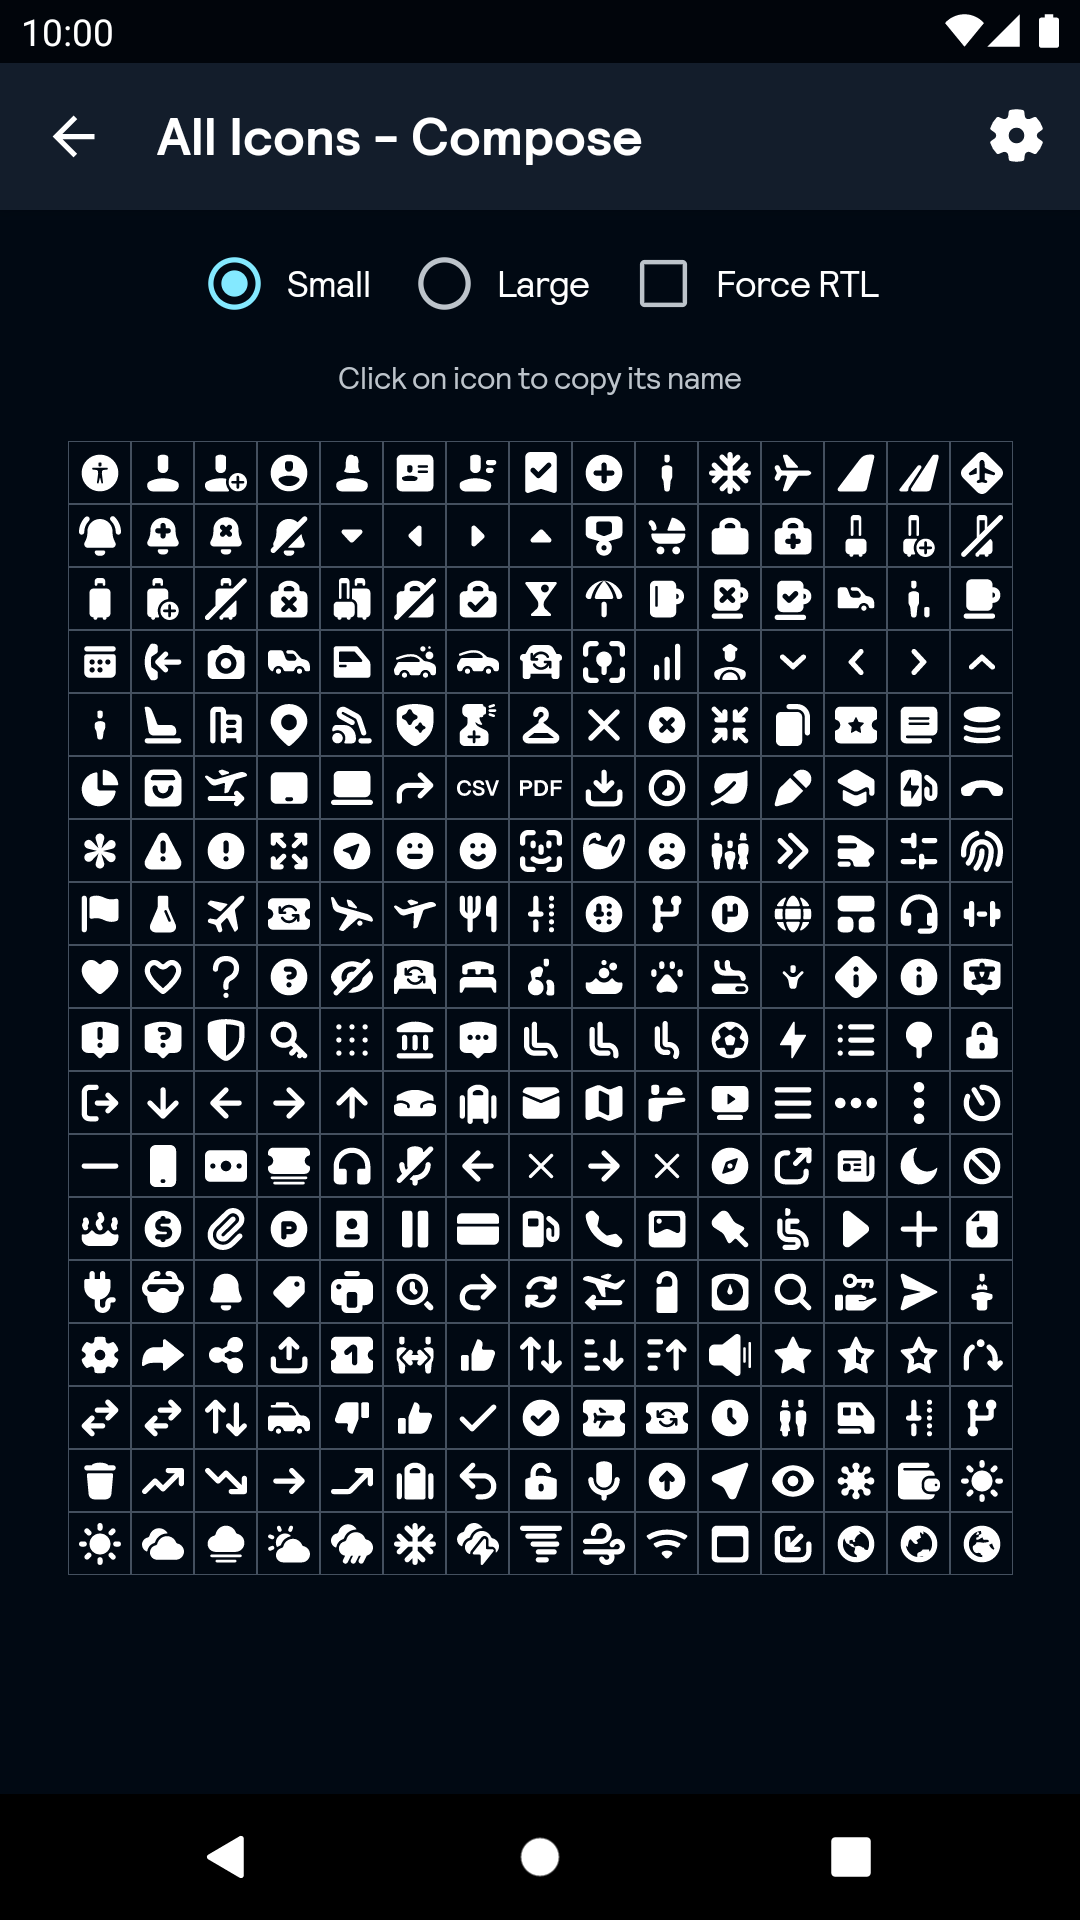 10:00
All Icons - Compose
Small
Large
Force RTL
Click on icon to copy its name
CSV
PDF